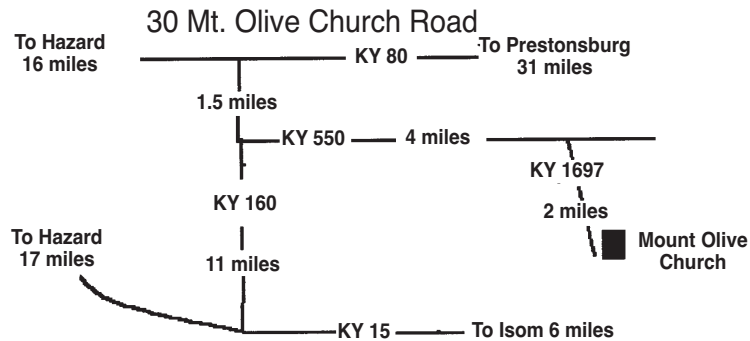 30 Mt. Olive Church Road
To Hazard
16 miles
KY 80
To Prestonsburg
31 miles
1.5 miles
KY 550
4 miles
KY 1697
KY 160
2 miles
To Hazard
17 miles
11 miles
Mount Olive
Church
KY 15
To Isom 6 miles